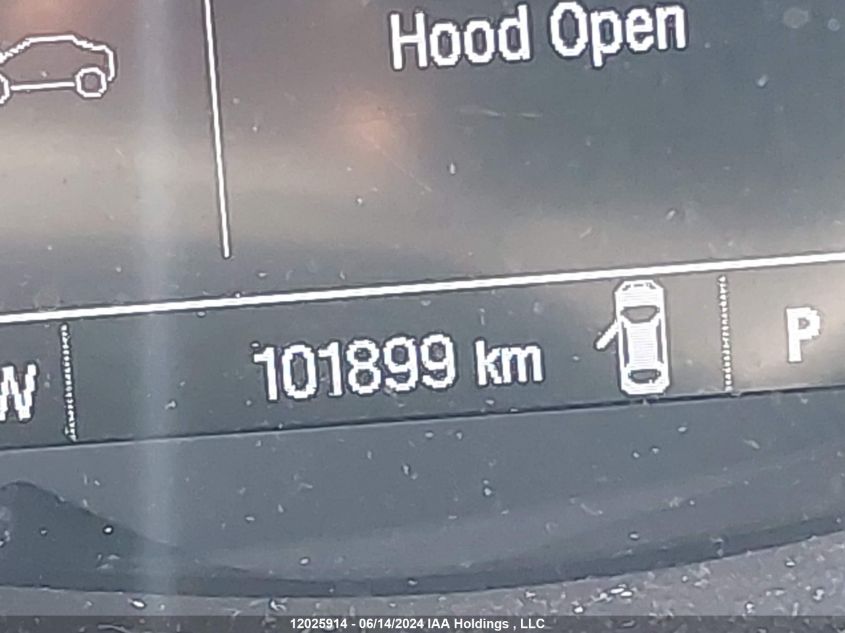 Hood Open
W
101899 km
P
12025914 - 06/14/2024 IAA Holdings , LLC